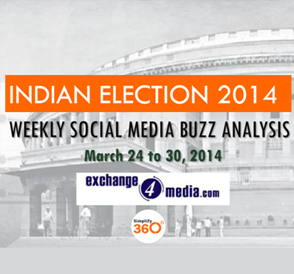 INDIAN ELECTION 2014
WEEKLY SOCIAL MEDIA BUZZ ANALYSIS
March 24 to 30, 2014
exchange4media.com
Simplify
360°